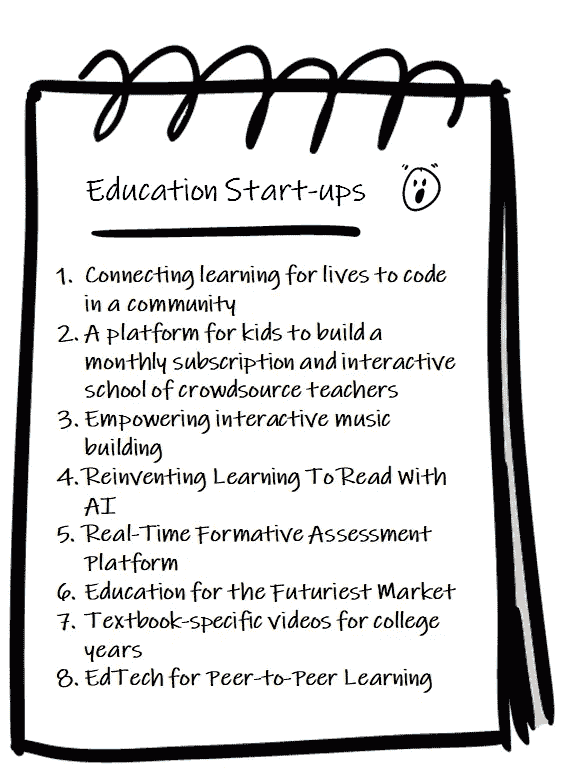 Education Start-ups
1. Connecting learning for lives to code
in a community
2. A platform for kids to build a
monthly subscription and interactive
school of crowdsource teachers
3. Empowering interactive music
building
4. Reinventing Learning To Read With
AI
5. Real-Time Formative Assessment
Platform
6. Education for the Futuriest Market
7. Textbook-specific videos for college
years
8. EdTech for Peer-to-Peer Learning